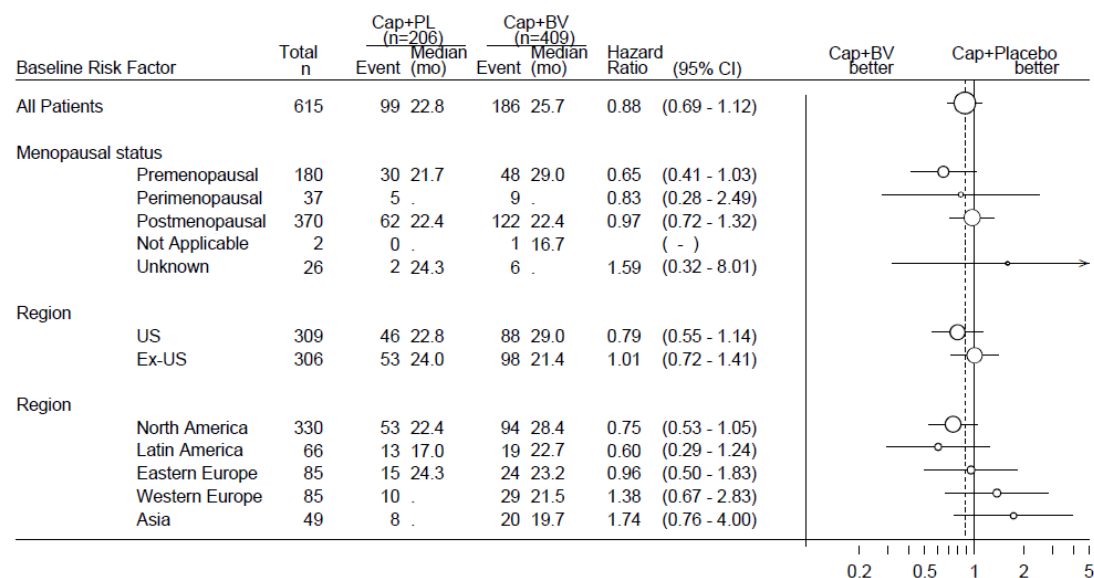 Cap+PL Cap+BV
(n=206) (n=409)
Total Median Median Hazard Cap+BV Cap+Placebo
Baseline Risk Factor n Event (mo) Event (mo) Ratio (95% CI) better better
All Patients 615 99 22.8 186 25.7 0.88 (0.69 - 1.12)
Menopausal status
Premenopausal 180 30 21.7 48 29.0 0.65 (0.41 - 1.03)
Perimenopausal 37 5 . 9 . 0.83 (0.28 - 2.49)
Postmenopausal 370 62 22.4 122 22.4 0.97 (0.72 - 1.32)
Not Applicable 2 0 . 1 16.7 ( - )
Unknown 26 2 24.3 6 . 1.59 (0.32 - 8.01)
Region
US 309 46 22.8 88 29.0 0.79 (0.55 - 1.14)
Ex-US 306 53 24.0 98 21.4 1.01 (0.72 - 1.41)
Region
North America 330 53 22.4 94 28.4 0.75 (0.53 - 1.05)
Latin America 66 13 17.0 19 22.7 0.60 (0.29 - 1.24)
Eastern Europe 85 15 24.3 24 23.2 0.96 (0.50 - 1.83)
Western Europe 85 10 . 29 21.5 1.38 (0.67 - 2.83)
Asia 49 8 . 20 19.7 1.74 (0.76 - 4.00)
0.2 0.5 1 2 5